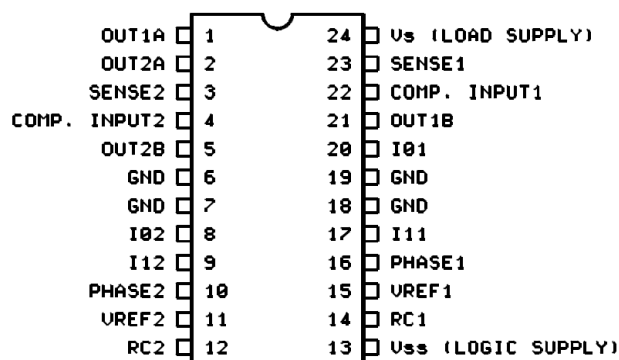 OUT1A 1 24 Vs (LOAD SUPPLY)
OUT2A 2 23 SENSE1
SENSE2 3 22 COMP. INPUT1
COMP. INPUT2 4 21 OUT1B
OUT2B 5 20 I01
GND 6 19 GND
GND 7 18 GND
I02 8 17 I11
I12 9 16 PHASE1
PHASE2 10 15 VREF1
VREF2 11 14 RC1
RC2 12 13 Vss (LOGIC SUPPLY)